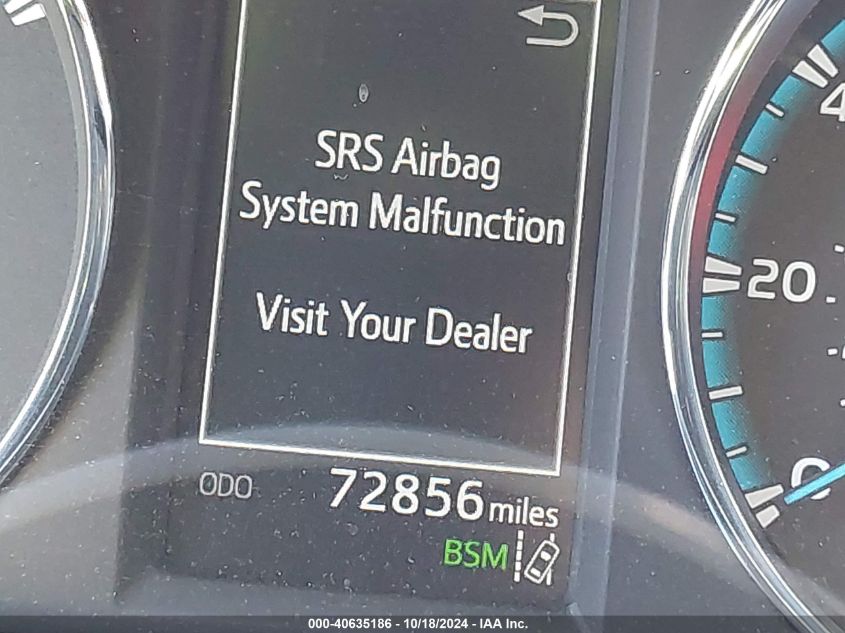 SRS Airbag
System Malfunction
Visit Your Dealer
ODO 72856 miles
BSM
20
0
000-40635186 - 10/18/2024 - IAA Inc.